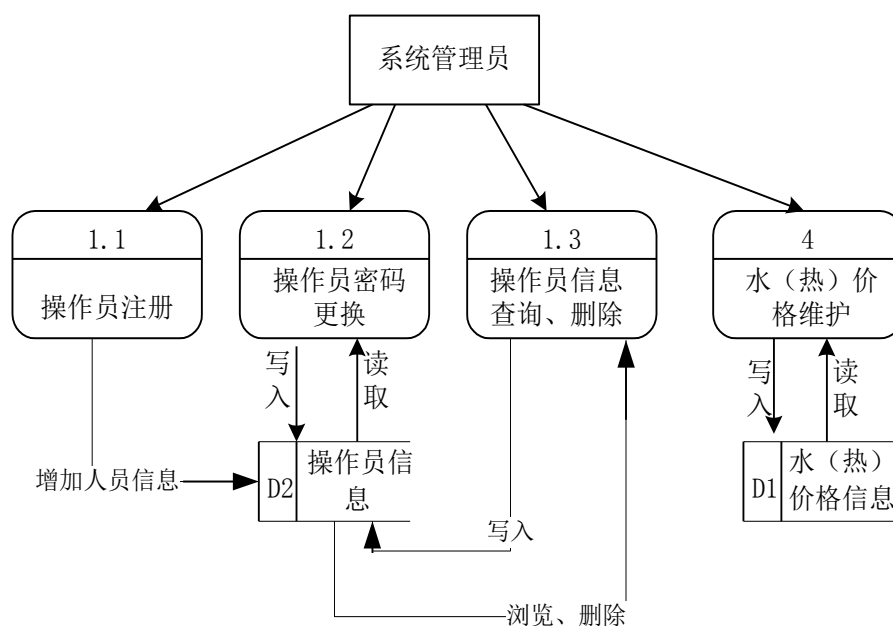 系统管理员
1.1
操作员注册
1.2
操作员密码
更换
1.3
操作员信息
查询、删除
4
水（热）价
格维护
写
入
读
取
写
入
读
取
增加人员信息
D2
操作员信
息
D1
水（热）
价格信息
写入
浏览、删除